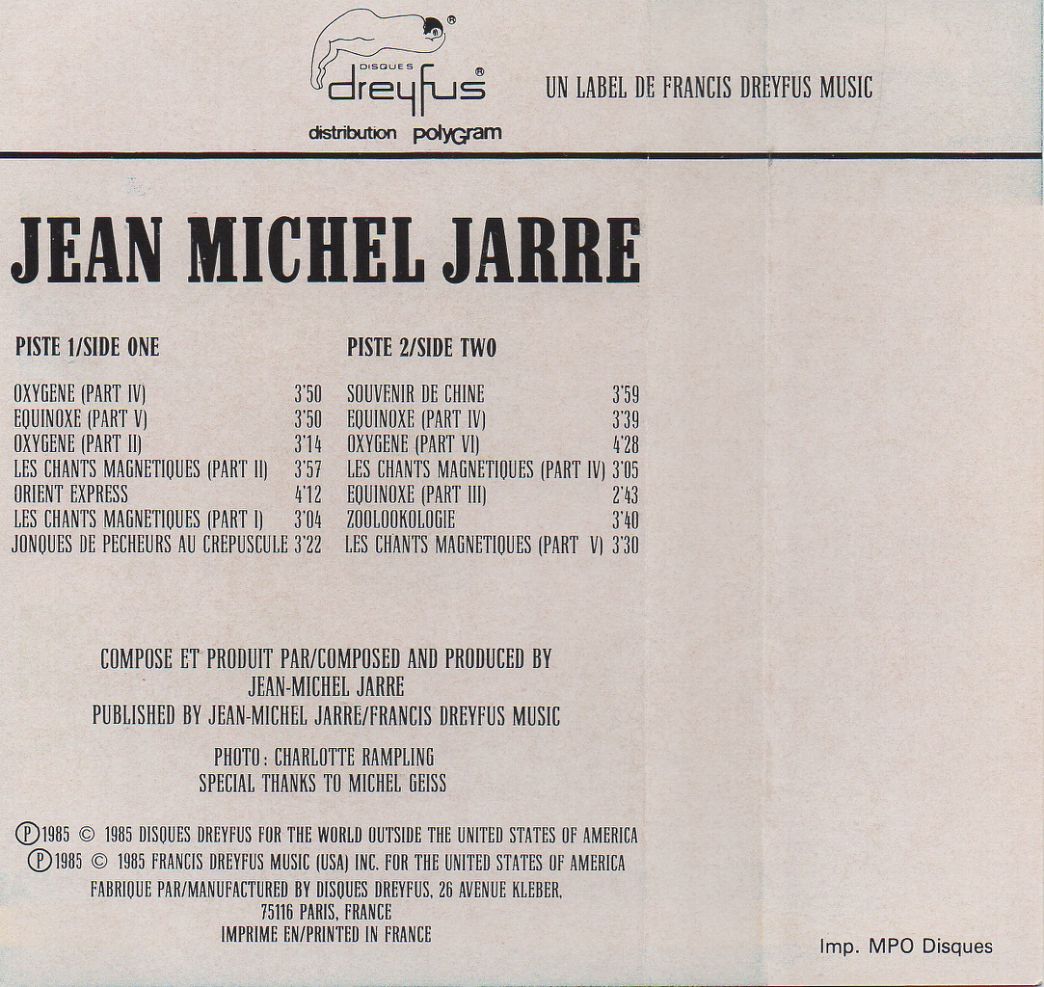 DISQUES
dreyfus®
distribution polyGram
UN LABEL DE FRANCIS DREYFUS MUSIC
JEAN MICHEL JARRE
PISTE 1/SIDE ONE
OXYGENE (PART IV) 3'50
EQUINOXE (PART V) 3'50
OXYGENE (PART II) 3'14
LES CHANTS MAGNETIQUES (PART II) 3'57
ORIENT EXPRESS 4'12
LES CHANTS MAGNETIQUES (PART I) 3'04
JONQUES DE PECHEURS AU CREPUSCULE 3'22
PISTE 2/SIDE TWO
SOUVENIR DE CHINE 3'59
EQUINOXE (PART IV) 3'39
OXYGENE (PART VI) 4'28
LES CHANTS MAGNETIQUES (PART IV) 3'05
EQUINOXE (PART III) 2'43
ZOOLOOKOLOGIE 3'40
LES CHANTS MAGNETIQUES (PART V) 3'30
COMPOSE ET PRODUIT PAR/COMPOSED AND PRODUCED BY
JEAN-MICHEL JARRE
PUBLISHED BY JEAN-MICHEL JARRE/FRANCIS DREYFUS MUSIC
PHOTO : CHARLOTTE RAMPLING
SPECIAL THANKS TO MICHEL GEISS
Ⓟ1985 © 1985 DISQUES DREYFUS FOR THE WORLD OUTSIDE THE UNITED STATES OF AMERICA
Ⓟ1985 © 1985 FRANCIS DREYFUS MUSIC (USA) INC. FOR THE UNITED STATES OF AMERICA
FABRIQUE PAR/MANUFACTURED BY DISQUES DREYFUS, 26 AVENUE KLEBER,
75116 PARIS, FRANCE
IMPRIME EN/PRINTED IN FRANCE
Imp. MPO Disques